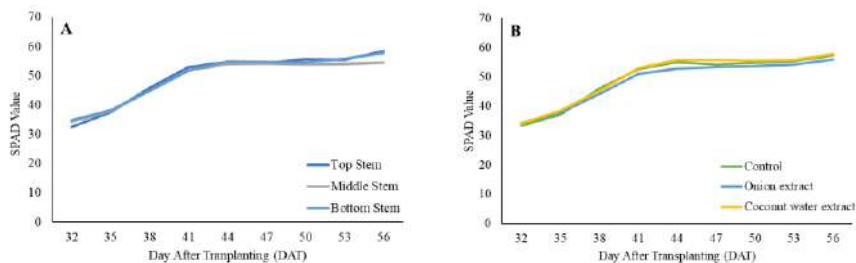 A
70
60
50
40
30
20
10
0
SPAD Value
Top Stem
Middle Stem
Bottom Stem
32 35 38 41 44 47 50 53 56
Day After Tranplanting (DAT)
B
70
60
50
40
30
20
10
0
SPAD Value
Control
Onion extract
Coconut water extract
32 35 38 41 44 47 50 53 56
Day After Transplanting (DAT)